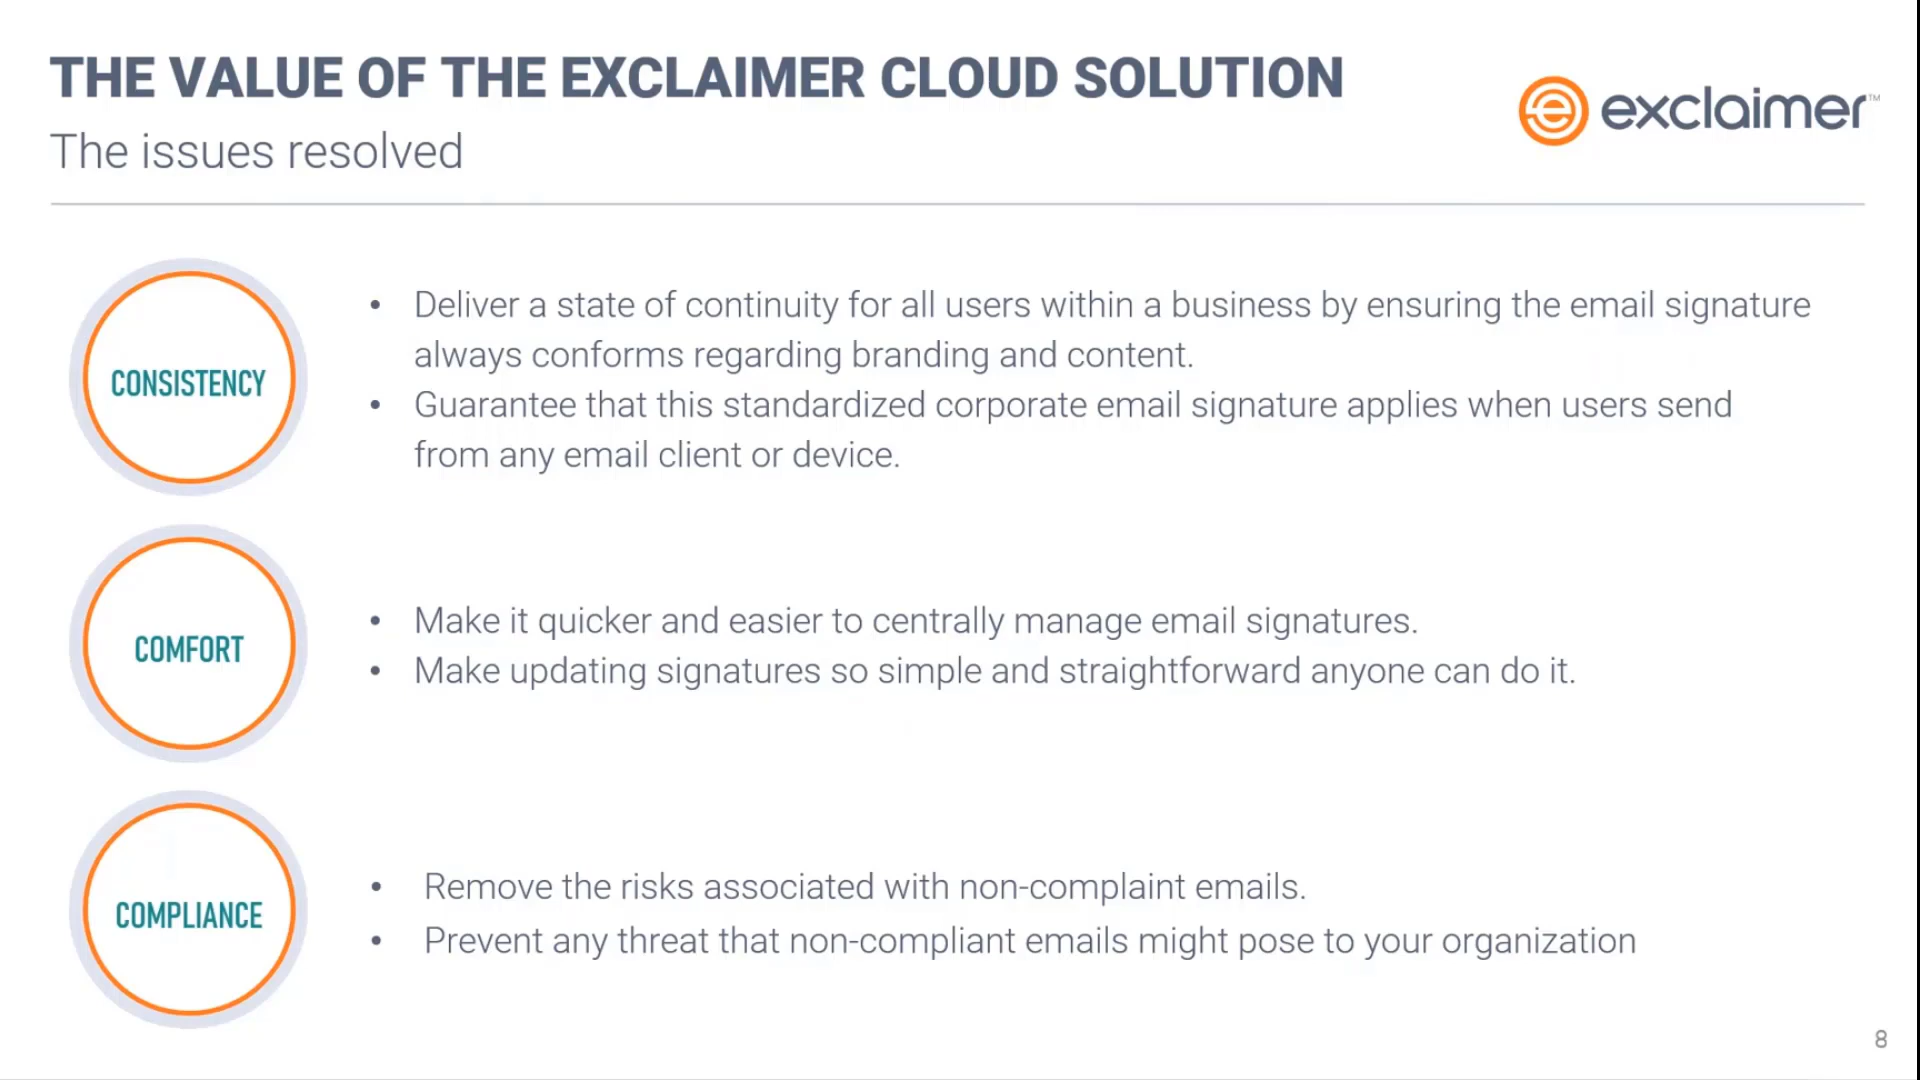 THE VALUE OF THE EXCLAIMER CLOUD SOLUTION
The issues resolved
exclaimer™
CONSISTENCY
• Deliver a state of continuity for all users within a business by ensuring the email signature
always conforms regarding branding and content.
• Guarantee that this standardized corporate email signature applies when users send
from any email client or device.
COMFORT
• Make it quicker and easier to centrally manage email signatures.
• Make updating signatures so simple and straightforward anyone can do it.
COMPLIANCE
• Remove the risks associated with non-complaint emails.
• Prevent any threat that non-compliant emails might pose to your organization
8